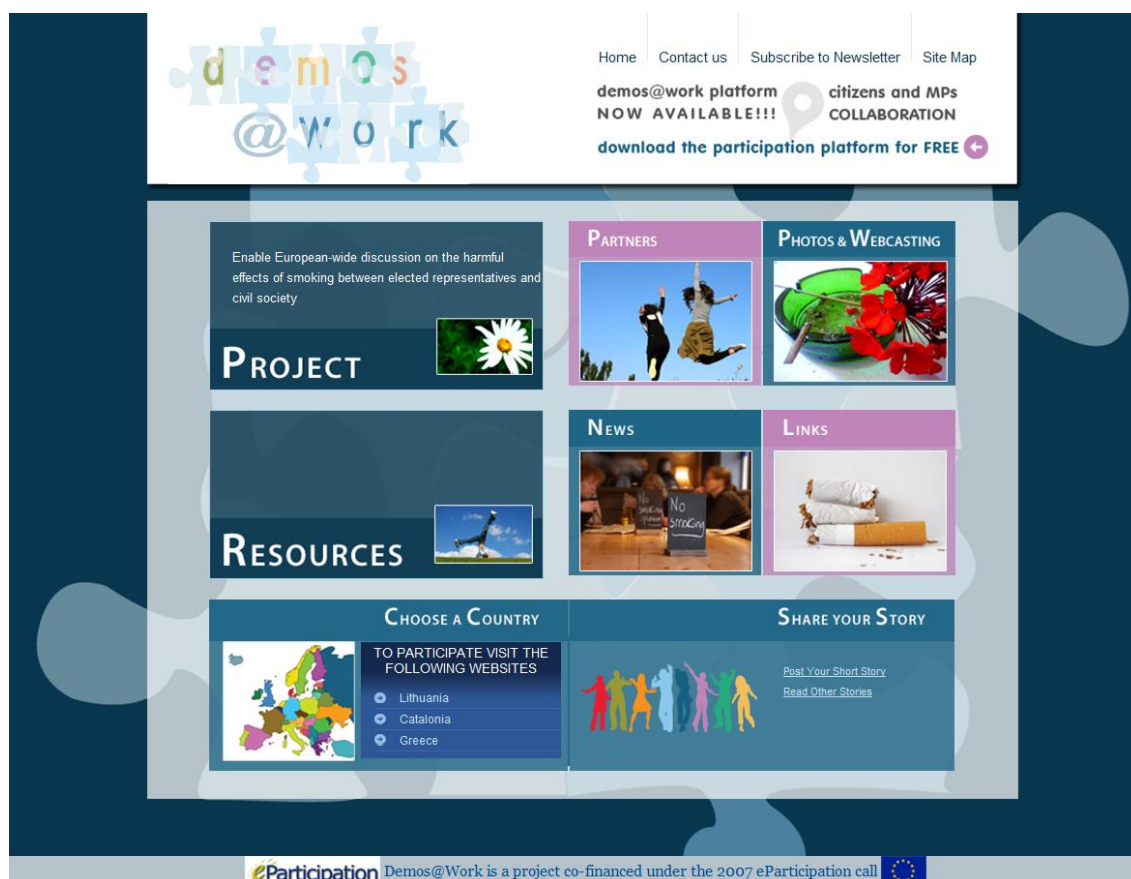 demos
@work
Home Contact us Subscribe to Newsletter Site Map
demos@work platform
NOW AVAILABLE!!!
citizens and MPs
COLLABORATION
download the participation platform for FREE
Enable European-wide discussion on the harmful
effects of smoking between elected representatives and
civil society
PROJECT
PARTNERS
PHOTOS & WEBCASTING
RESOURCES
NEWS
No
smoking
No
smoking
LINKS
CHOOSE A COUNTRY
TO PARTICIPATE VISIT THE
FOLLOWING WEBSITES
Lithuania
Catalonia
Greece
SHARE YOUR STORY
Post Your Short Story
Read Other Stories
eParticipation Demos@Work is a project co-financed under the 2007 eParticipation call